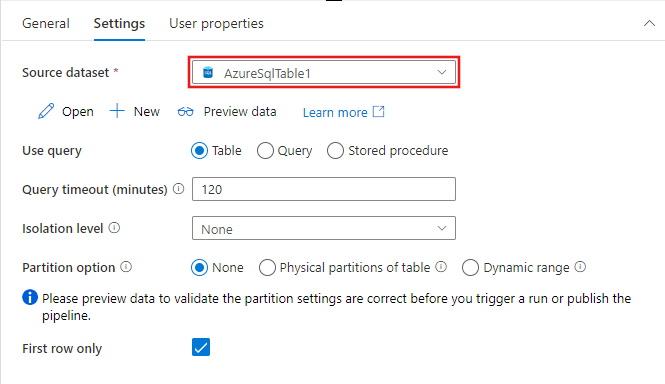 General Settings User properties
Source dataset * AzureSqlTable1
Open New Preview data Learn more
Use query Table Query Stored procedure
Query timeout (minutes) 120
Isolation level None
Partition option None Physical partitions of table Dynamic range
Please preview data to validate the partition settings are correct before you trigger a run or publish the
pipeline.
First row only